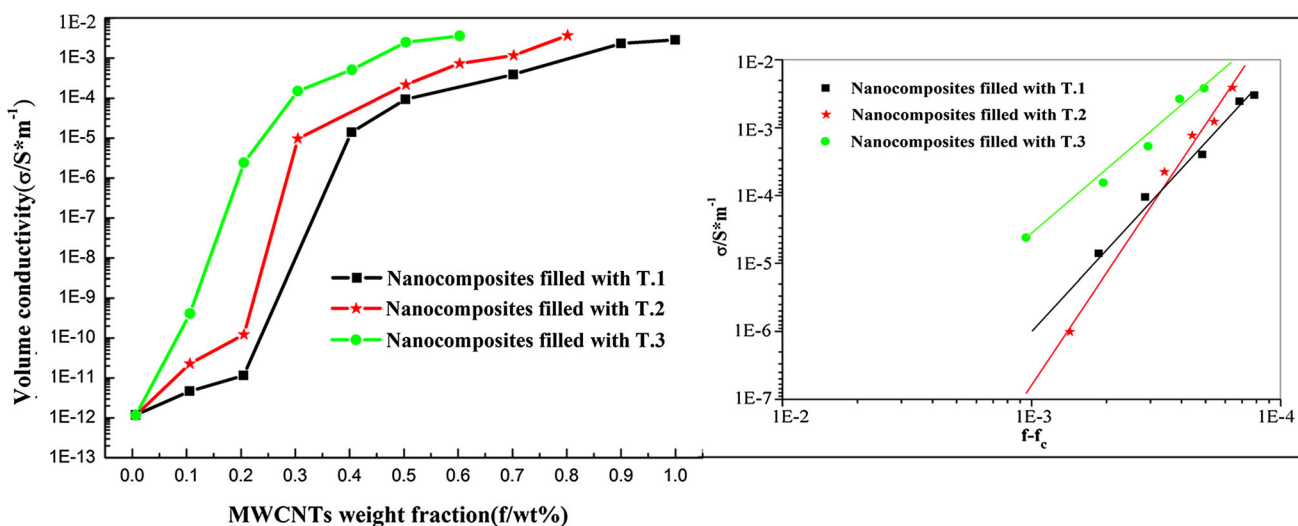 1E-2
1E-3
1E-4
1E-5
1E-6
1E-7
1E-8
1E-9
1E-10
1E-11
1E-12
1E-13
Volume conductivity(σ/S*m⁻¹)
Nanocomposites filled with T.1
Nanocomposites filled with T.2
Nanocomposites filled with T.3
0.0 0.1 0.2 0.3 0.4 0.5 0.6 0.7 0.8 0.9 1.0
MWCNTs weight fraction(f/wt%)
1E-2
1E-3
1E-4
1E-5
1E-6
1E-7
σ/S*m⁻¹
Nanocomposites filled with T.1
Nanocomposites filled with T.2
Nanocomposites filled with T.3
1E-2 1E-3 1E-4
f-fc